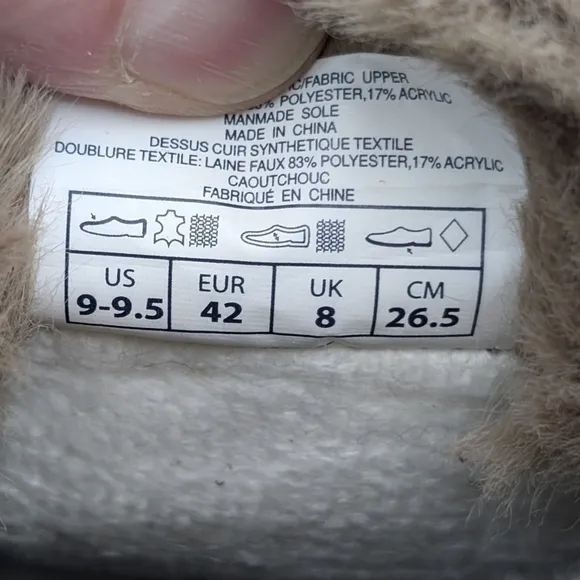 /FABRIC UPPER
% POLYESTER,17% ACRYLIC
MANMADE SOLE
MADE IN CHINA
DESSUS CUIR SYNTHETIQUE TEXTILE
DOUBLURE TEXTILE: LAINE FAUX 83% POLYESTER,17% ACRYLIC
CAOUTCHOUC
FABRIQUÉ EN CHINE
US EUR UK CM
9-9.5 42 8 26.5